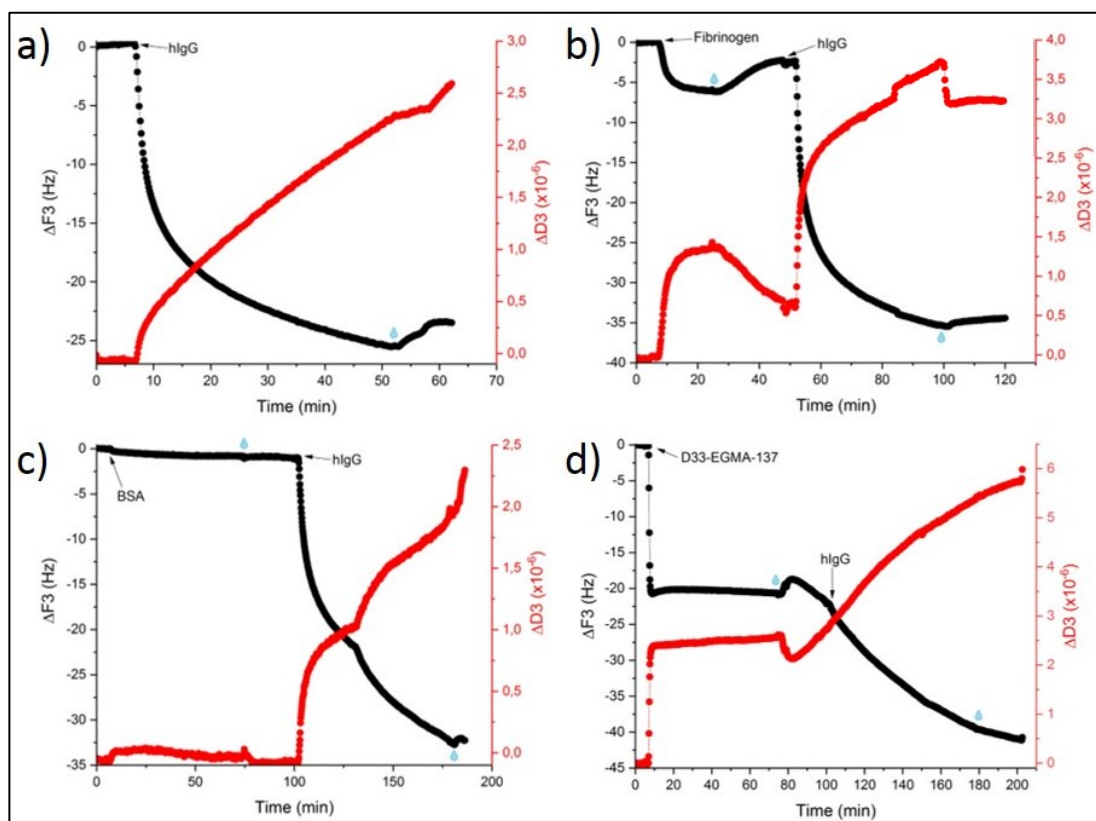 a)
hIgG
ΔF3 (Hz)
0
-5
-10
-15
-20
-25
ΔD3 (x10⁻⁶)
3,0
2,5
2,0
1,5
1,0
0,5
0,0
0 10 20 30 40 50 60 70
Time (min)
b)
Fibrinogen
hIgG
ΔF3 (Hz)
0
-5
-10
-15
-20
-25
-30
-35
-40
ΔD3 (x10⁻⁶)
4,0
3,5
3,0
2,5
2,0
1,5
1,0
0,5
0,0
0 20 40 60 80 100 120
Time (min)
c)
BSA
hIgG
ΔF3 (Hz)
0
-5
-10
-15
-20
-25
-30
-35
ΔD3 (x10⁻⁶)
2,5
2,0
1,5
1,0
0,5
0,0
0 50 100 150 200
Time (min)
d)
D33-EGMA-137
hIgG
ΔF3 (Hz)
0
-5
-10
-15
-20
-25
-30
-35
-40
-45
ΔD3 (x10⁻⁶)
6
5
4
3
2
1
0
0 20 40 60 80 100 120 140 160 180 200
Time (min)